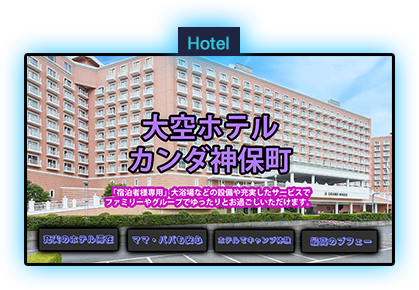 Hotel
大空ホテル
カンダ神保町
「宿泊者様専用」大浴場などの設備や充実したサービスで
ファミリーやグループでゆったりとお過ごしいただけます。
充実のホテル滞在
ママ・パパも安心
ホテルでキャンプ体験
最高のブフェー